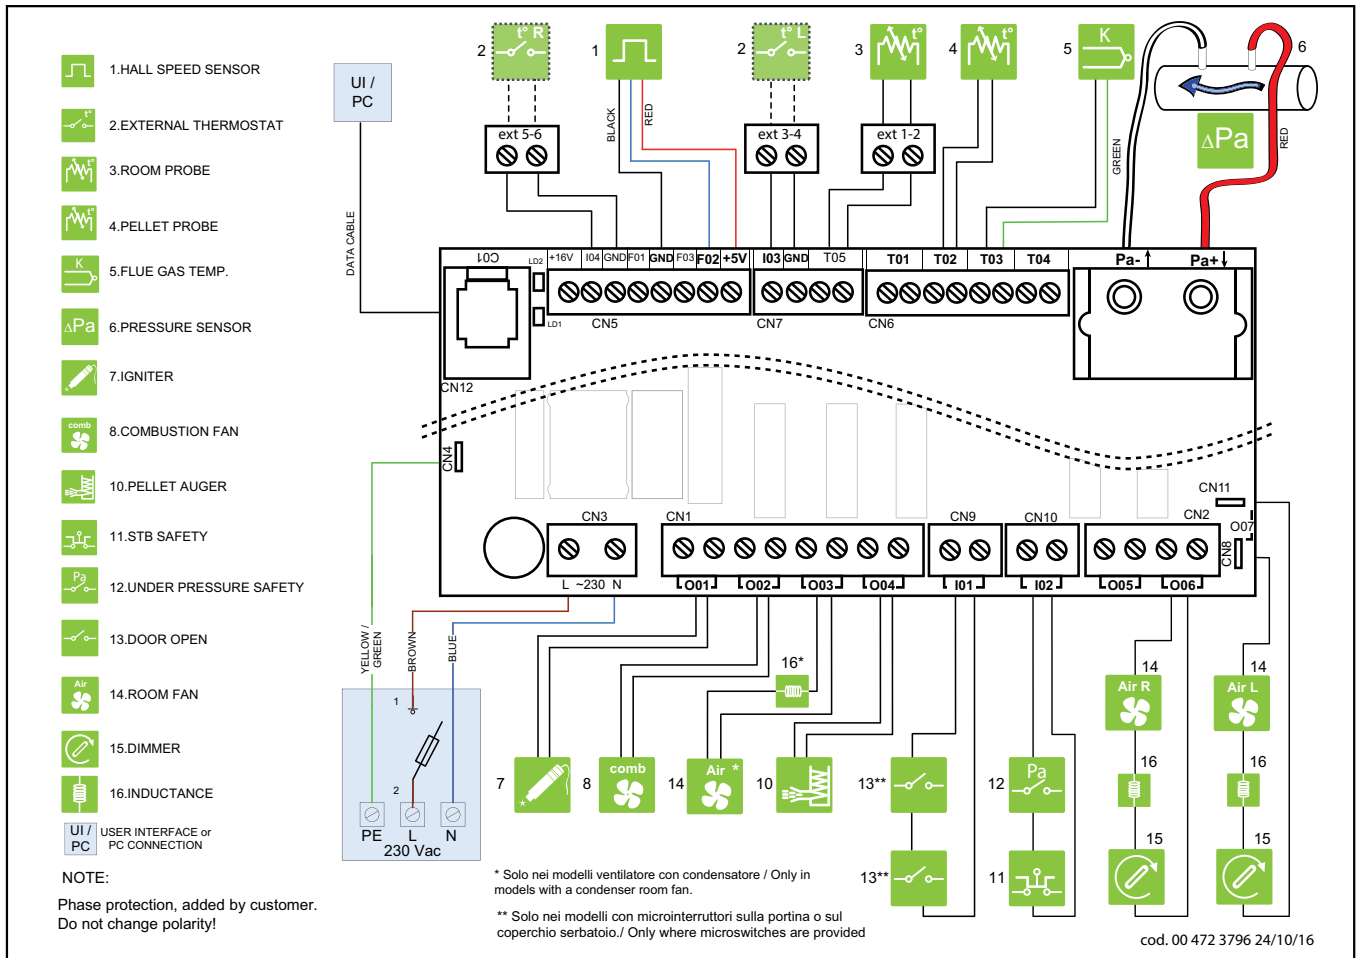 1.HALL SPEED SENSOR
t°
2.EXTERNAL THERMOSTAT
t°
3.ROOM PROBE
t°
4.PELLET PROBE
K
5.FLUE GAS TEMP.
ΔPa
6.PRESSURE SENSOR
7.IGNITER
comb
8.COMBUSTION FAN
10.PELLET AUGER
11.STB SAFETY
Pa
12.UNDER PRESSURE SAFETY
13.DOOR OPEN
Air
14.ROOM FAN
15.DIMMER
16.INDUCTANCE
UI / PC
USER INTERFACE or
PC CONNECTION
NOTE:
Phase protection, added by customer.
Do not change polarity!
UI /
PC
DATA CABLE
2
t° R
1
2
t° L
3
t°
4
t°
5
K
6
ΔPa
RED
BLACK
RED
GREEN
ext 5-6
ext 3-4
ext 1-2
C01
LD2
LD1
+16V I04 GND F01 GND F03 F02 +5V
I03 GND T05
T01 T02 T03 T04
Pa- Pa+
CN5
CN7
CN6
CN12
CN4
CN11
CN3
CN1
CN9
CN10
CN2
O07
CN8
L ~230 N
O01 O02 O03 O04 I01 I02 O05 O06
YELLOW /
GREEN
BROWN
BLUE
1
2
PE L N
230 Vac
16*
7
8
comb
14
Air *
10
13**
13**
12
Pa
11
14
Air R
16
15
14
Air L
16
15
* Solo nei modelli ventilatore con condensatore / Only in
models with a condenser room fan.
** Solo nei modelli con microinterruttori sulla portina o sul
coperchio serbatoio./ Only where microswitches are provided
cod. 00 472 3796 24/10/16